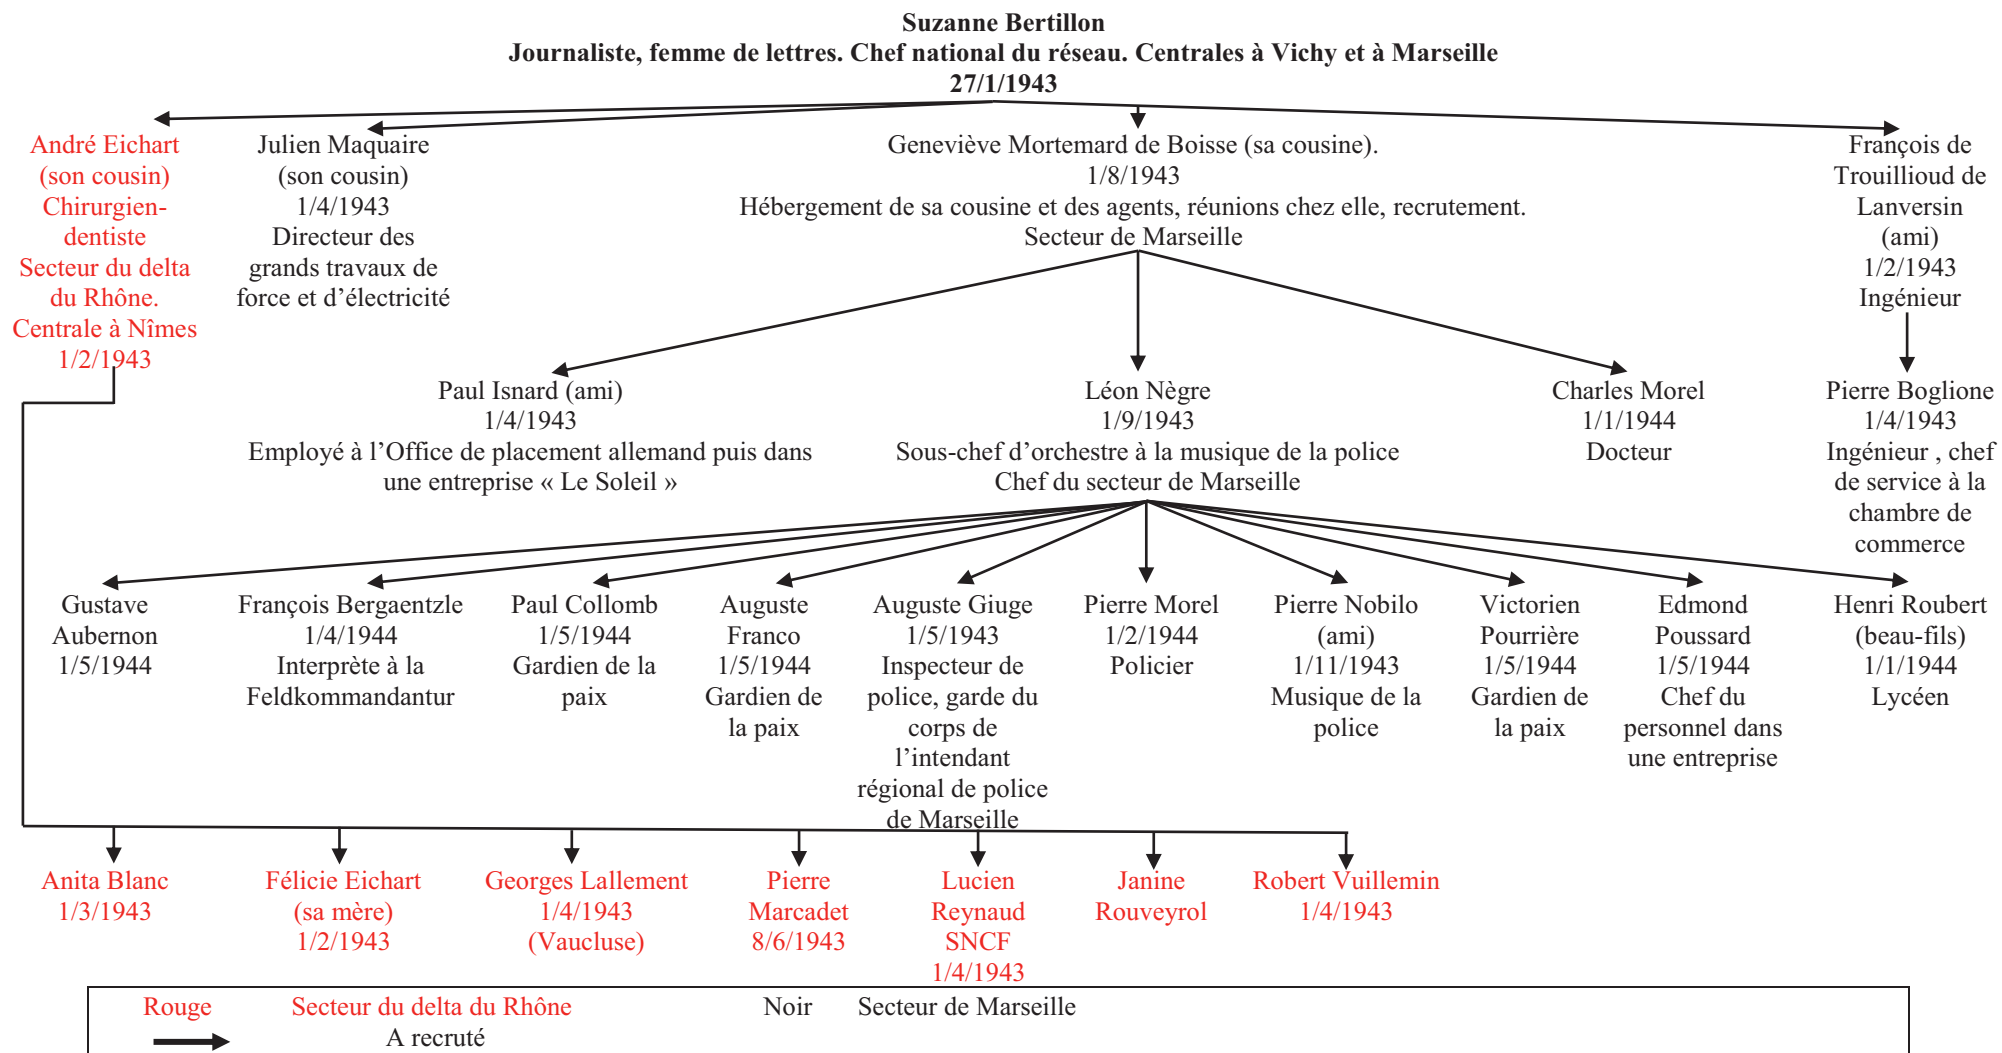 Suzanne Bertillon
Journaliste, femme de lettres. Chef national du réseau. Centrales à Vichy et à Marseille
27/1/1943
André Eichart
(son cousin)
Chirurgien-
dentiste
Secteur du delta
du Rhône.
Centrale à Nîmes
1/2/1943
Julien Maquaire
(son cousin)
1/4/1943
Directeur des
grands travaux de
force et d’électricité
Geneviève Mortemard de Boisse (sa cousine).
1/8/1943
Hébergement de sa cousine et des agents, réunions chez elle, recrutement.
Secteur de Marseille
François de
Trouillioud de
Lanversin
(ami)
1/2/1943
Ingénieur
Paul Isnard (ami)
1/4/1943
Employé à l’Office de placement allemand puis dans
une entreprise « Le Soleil »
Léon Nègre
1/9/1943
Sous-chef d’orchestre à la musique de la police
Chef du secteur de Marseille
Charles Morel
1/1/1944
Docteur
Pierre Boglione
1/4/1943
Ingénieur , chef
de service à la
chambre de
commerce
Gustave
Aubernon
1/5/1944
François Bergaentzle
1/4/1944
Interprète à la
Feldkommandantur
Paul Collomb
1/5/1944
Gardien de la
paix
Auguste
Franco
1/5/1944
Gardien de
la paix
Auguste Giuge
1/5/1943
Inspecteur de
police, garde du
corps de
l’intendant
régional de police
de Marseille
Pierre Morel
1/2/1944
Policier
Pierre Nobilo
(ami)
1/11/1943
Musique de la
police
Victorien
Pourrière
1/5/1944
Gardien de
la paix
Edmond
Poussard
1/5/1944
Chef du
personnel dans
une entreprise
Henri Roubert
(beau-fils)
1/1/1944
Lycéen
Anita Blanc
1/3/1943
Félicie Eichart
(sa mère)
1/2/1943
Georges Lallement
1/4/1943
(Vaucluse)
Pierre
Marcadet
8/6/1943
Lucien
Reynaud
SNCF
1/4/1943
Janine
Rouveyrol
Robert Vuillemin
1/4/1943
Rouge Secteur du delta du Rhône Noir Secteur de Marseille
A recruté